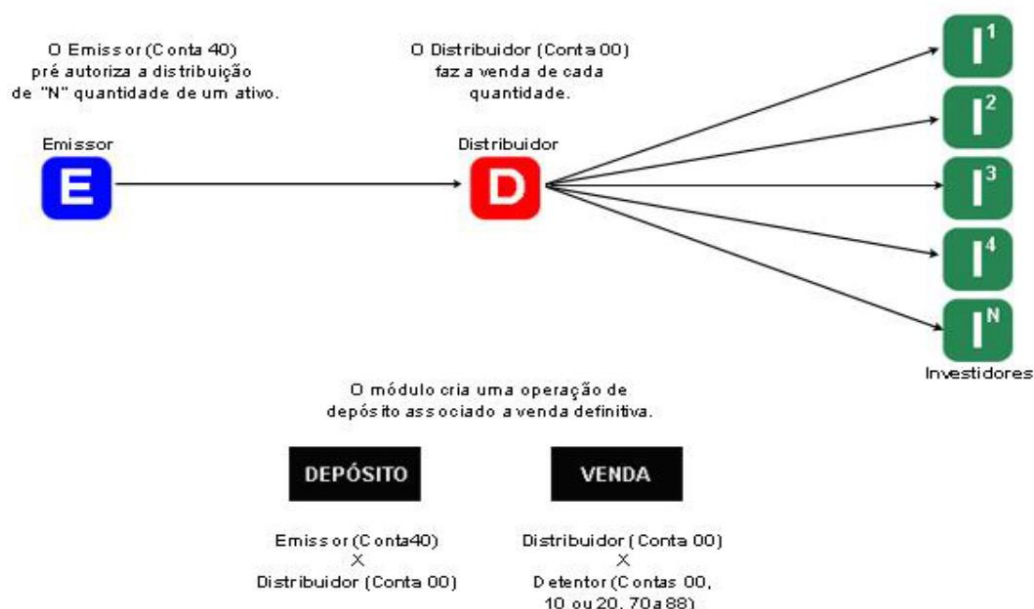 O Emissor (Conta 40)
pré autoriza a distribuição
de "N" quantidade de um ativo.
O Distribuidor (Conta 00)
faz a venda de cada
quantidade.
Emissor
E
Distribuidor
D
I1
I2
I3
I4
IN
Investidores
O módulo cria uma operação de
depósito associado a venda definitiva.
DEPÓSITO
VENDA
Emissor (Conta40)
X
Distribuidor (Conta 00)
Distribuidor (Conta 00)
X
Detentor (Contas 00,
10 ou 20, 70 a 88)